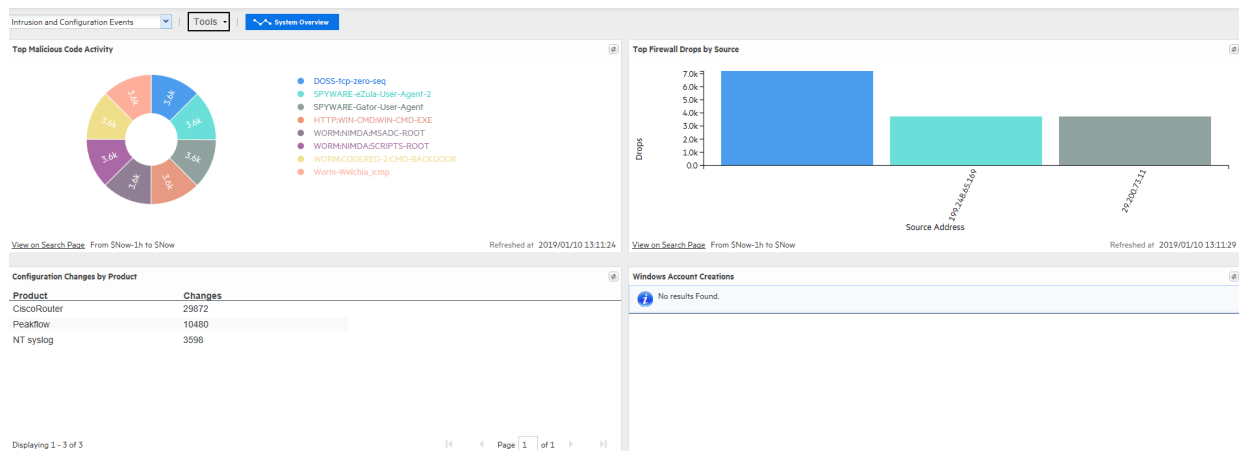 Intrusion and Configuration Events
Tools
System Overview
Top Malicious Code Activity
3.6k
3.6k
3.6k
3.6k
3.6k
3.6k
3.6k
3.6k
DOSS-tcp-zero-seq
SPYWARE-eZula-User-Agent-2
SPYWARE-Gator-User-Agent
HTTP:WIN-CMD:WIN-CMD-EXE
WORM:NIMDA:MSADC-ROOT
WORM:NIMDA:SCRIPTS-ROOT
WORM:CODERED-2:CMD-BACKDOOR
Worm-Welchia_icmp
View on Search Page From $Now-1h to $Now
Refreshed at 2019/01/10 13:11:24
Top Firewall Drops by Source
7.0k
6.0k
5.0k
4.0k
3.0k
2.0k
1.0k
0.0
Drops
199.248.65.169
29.200.73.11
Source Address
View on Search Page From $Now-1h to $Now
Refreshed at 2019/01/10 13:11:29
Configuration Changes by Product
Product Changes
CiscoRouter 29872
Peakflow 10480
NT syslog 3598
Displaying 1 - 3 of 3
Page 1 of 1
Windows Account Creations
No results Found.